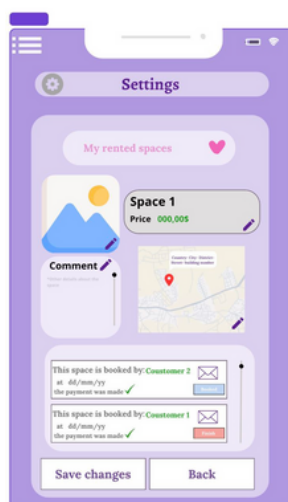 Settings
My rented spaces
Space 1
Price 000,00$
Comment
This space is booked by: Coustomer 2
at dd/mm/yy
the payment was made
This space is booked by: Coustomer 1
at dd/mm/yy
the payment was made
Save changes
Back